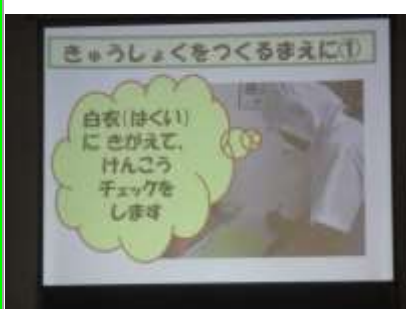 きゅうしょくをつくるまえに①
白衣(はくい)
に きがえて、
けんこう
チェックを
します